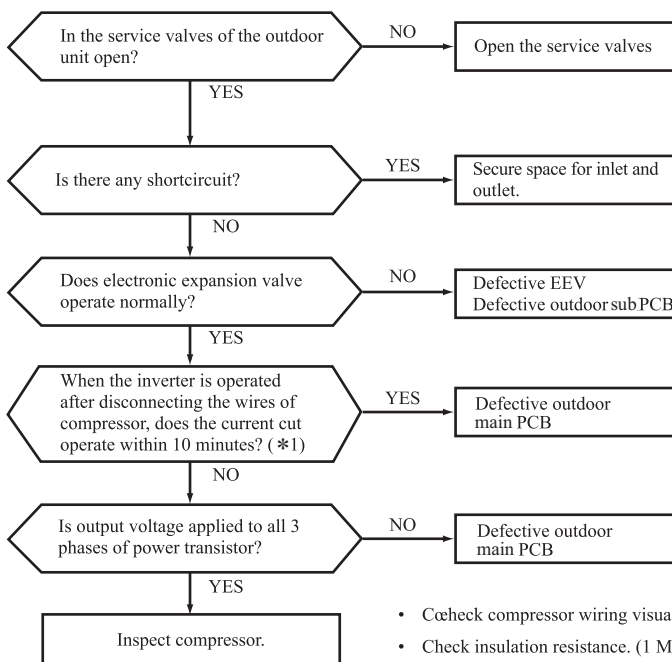 In the service valves of the outdoor
unit open?
NO
Open the service valves
YES
Is there any shortcircuit?
YES
Secure space for inlet and
outlet.
NO
Does electronic expansion valve
operate normally?
NO
Defective EEV
Defective outdoor sub PCB
YES
When the inverter is operated
after disconnecting the wires of
compressor, does the current cut
operate within 10 minutes? (*1)
YES
Defective outdoor
main PCB
NO
Is output voltage applied to all 3
phases of power transistor?
NO
Defective outdoor
main PCB
YES
Inspect compressor.
• Cœheck compressor wiring visua
• Check insulation resistance. (1 M